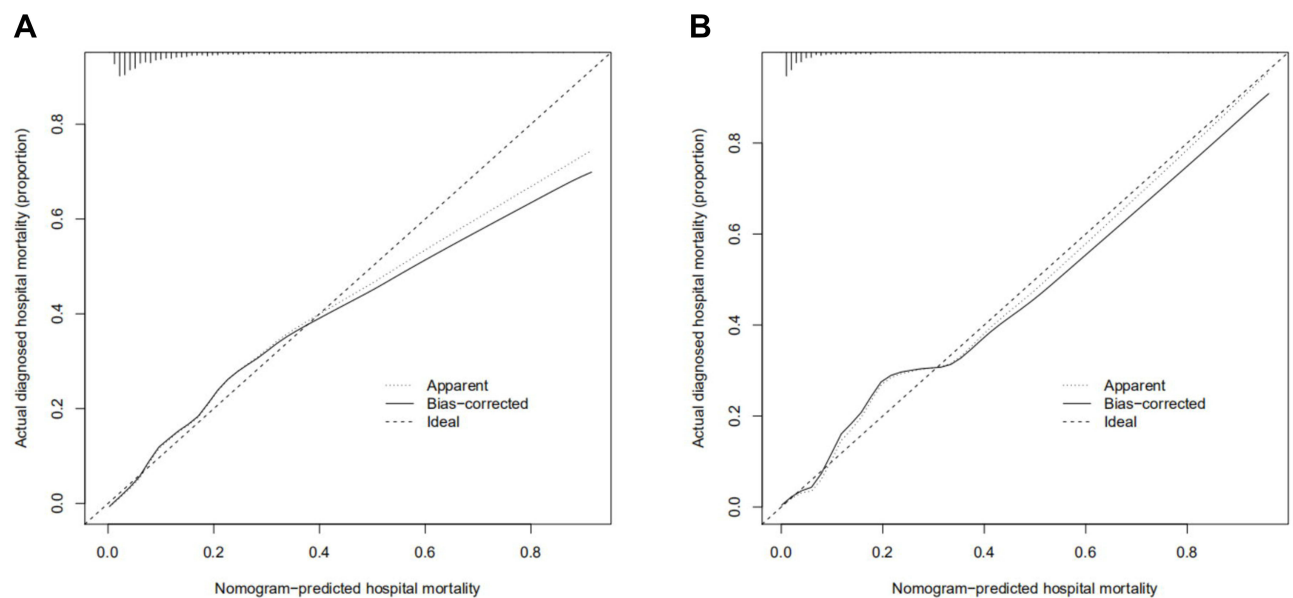 A
B
Actual diagnosed hospital mortality (proportion)
0.0 0.2 0.4 0.6 0.8
Apparent
Bias−corrected
Ideal
0.0 0.2 0.4 0.6 0.8
Nomogram−predicted hospital mortality
Actual diagnosed hospital mortality (proportion)
0.0 0.2 0.4 0.6 0.8
Apparent
Bias−corrected
Ideal
0.0 0.2 0.4 0.6 0.8
Nomogram−predicted hospital mortality